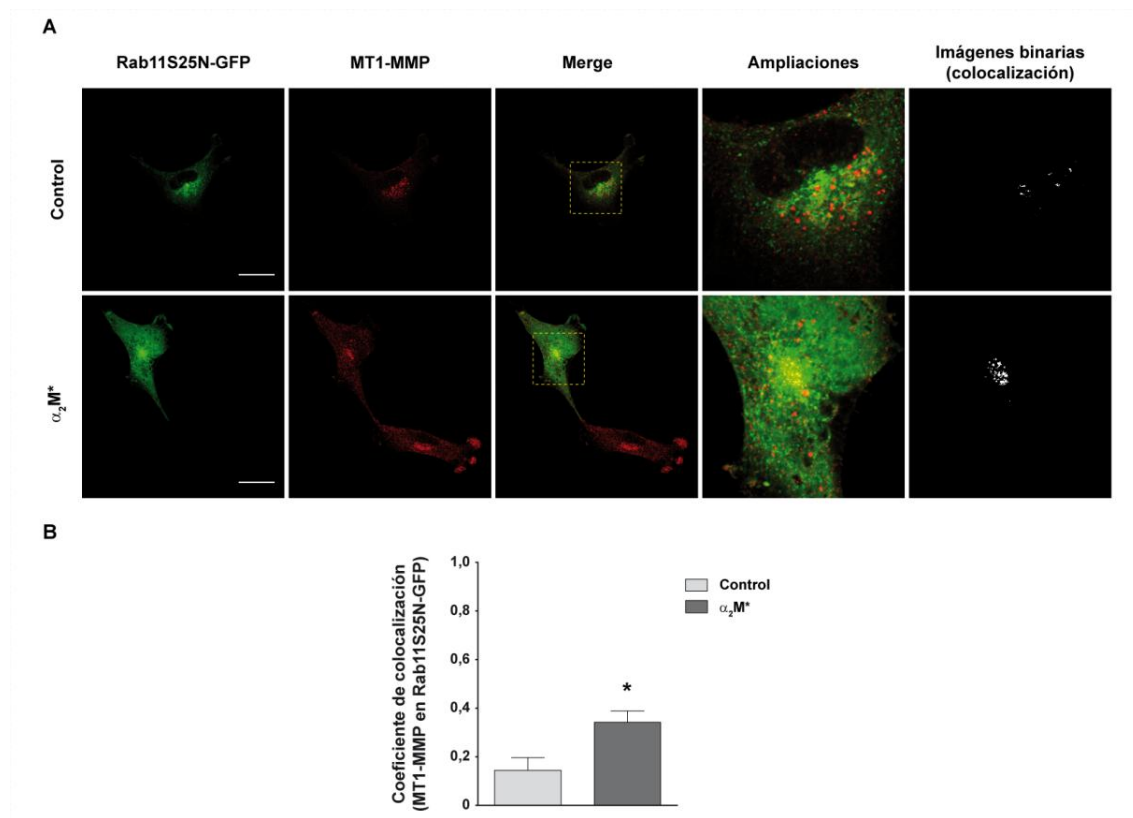 A
Rab11S25N-GFP
MT1-MMP
Merge
Ampliaciones
Imágenes binarias
(colocalización)
Control
α₂M*
B
Coeficiente de colocalización
(MT1-MMP en Rab11S25N-GFP)
1,0
0,8
0,6
0,4
0,2
0
*
Control
α₂M*